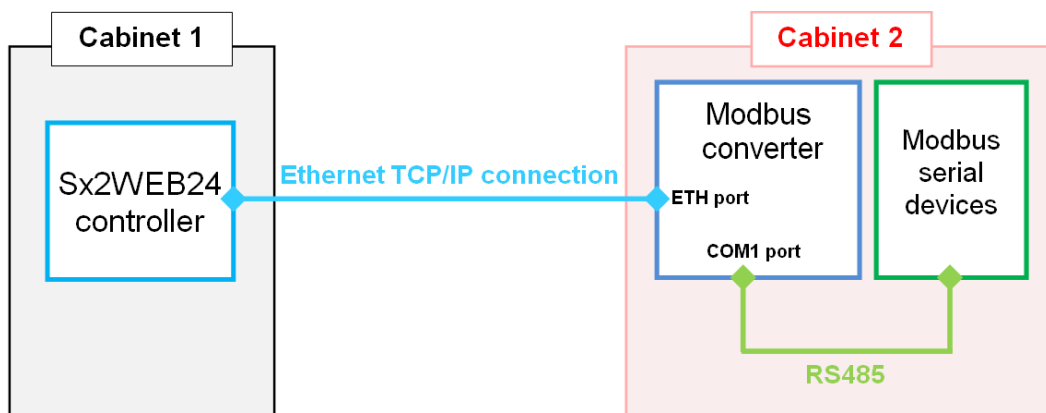 Cabinet 1
Cabinet 2
Sx2WEB24
controller
Ethernet TCP/IP connection
Modbus
converter
ETH port
COM1 port
Modbus
serial
devices
RS485